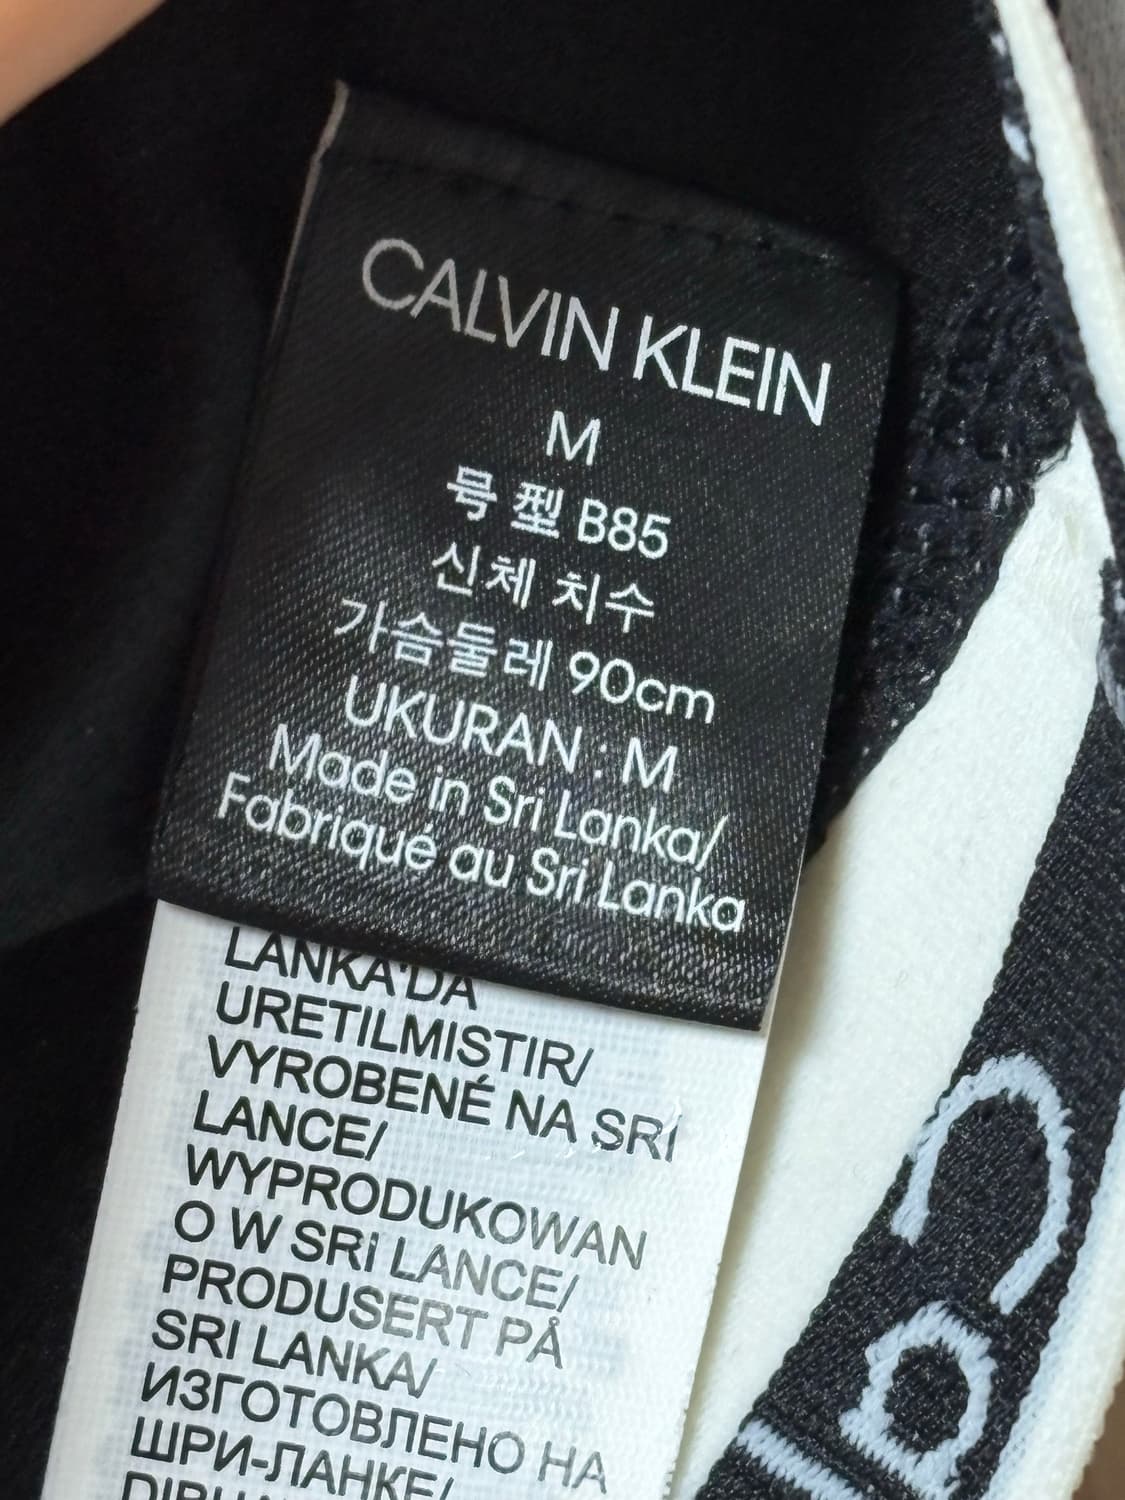 CALVIN KLEIN
M
号型 B85
신체 치수
가슴둘레 90cm
UKURAN : M
Made in Sri Lanka/
Fabriqué au Sri Lanka
LANKA'DA
URETILMISTIR/
VYROBENÉ NA SRÍ
LANCE/
WYPRODUKOWAN
O W SRI LANCE/
PRODUSERT PÅ
SRI LANKA/
ИЗГОТОВЛЕНО НА
ШРИ-ЛАНКЕ/
Ca